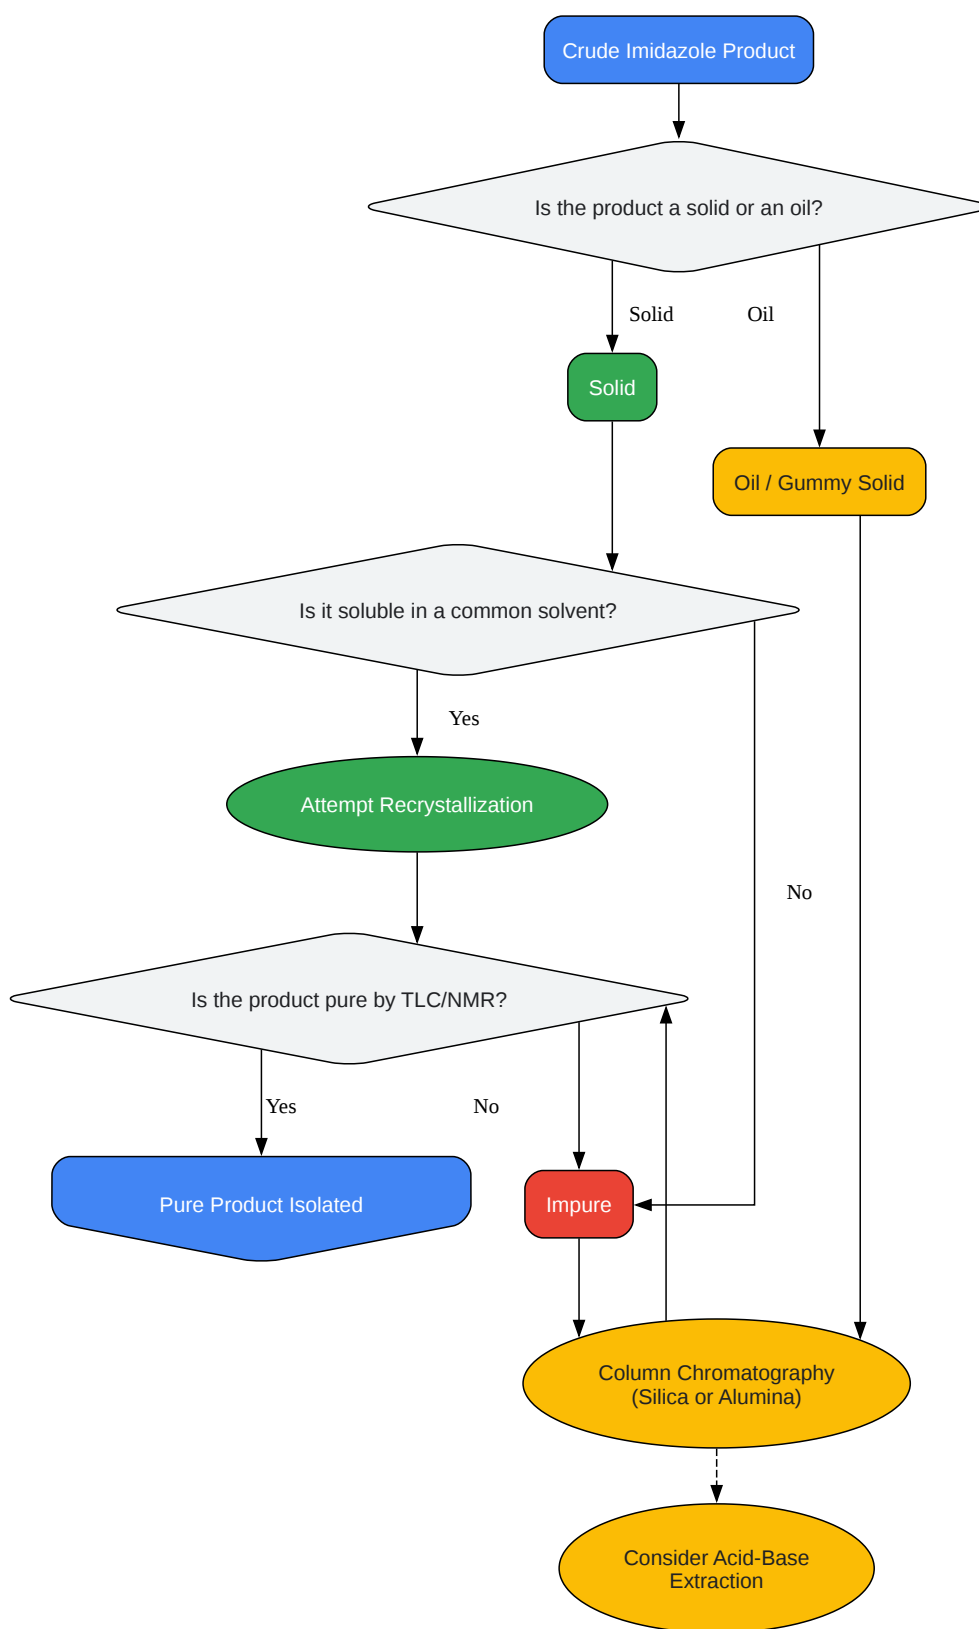 Crude Imidazole Product
Is the product a solid or an oil?
Solid
Oil
Solid
Oil / Gummy Solid
Is it soluble in a common solvent?
Yes
Attempt Recrystallization
No
Is the product pure by TLC/NMR?
Yes
No
Pure Product Isolated
Impure
Column Chromatography
(Silica or Alumina)
Consider Acid-Base
Extraction